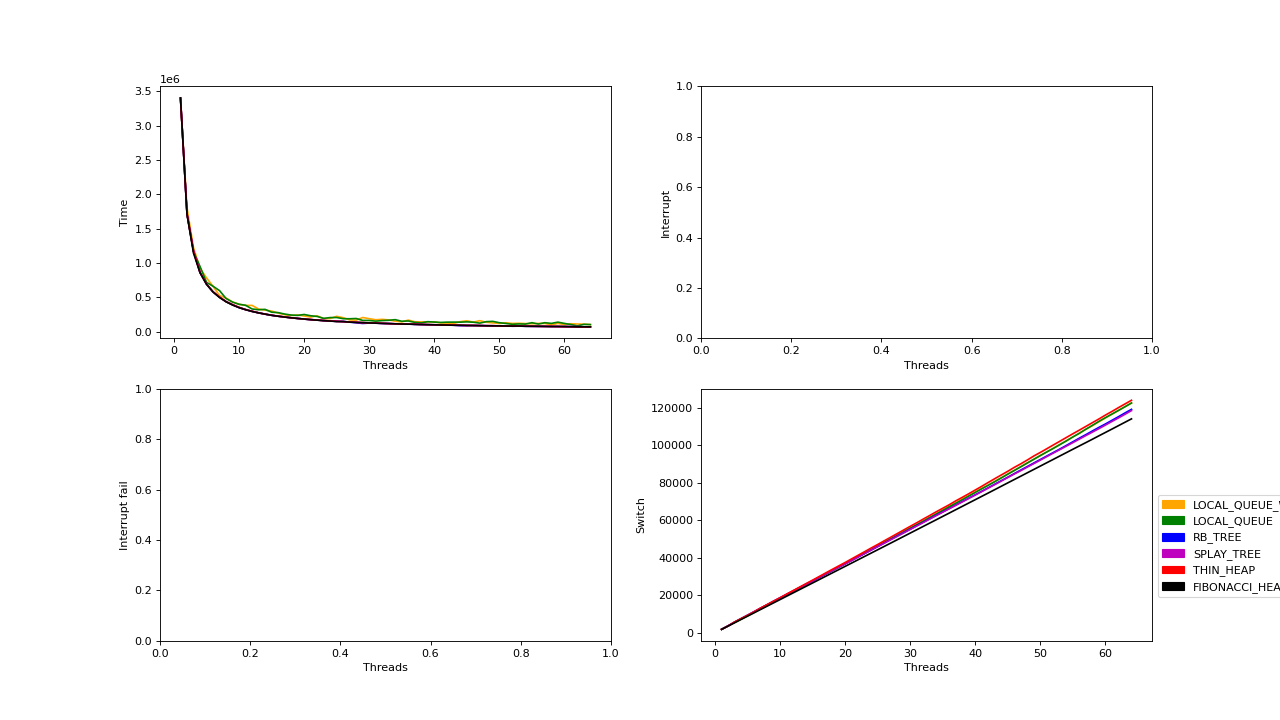 1e6
3.5
3.0
2.5
2.0
1.5
1.0
0.5
0.0
Time
0 10 20 30 40 50 60
Threads
1.0
0.8
0.6
0.4
0.2
0.0
Interrupt
0.0 0.2 0.4 0.6 0.8 1.0
Threads
1.0
0.8
0.6
0.4
0.2
0.0
Interrupt fail
0.0 0.2 0.4 0.6 0.8 1.0
Threads
120000
100000
80000
60000
40000
20000
0
Switch
0 10 20 30 40 50 60
Threads
LOCAL_QUEUE_
LOCAL_QUEUE
RB_TREE
SPLAY_TREE
THIN_HEAP
FIBONACCI_HEA